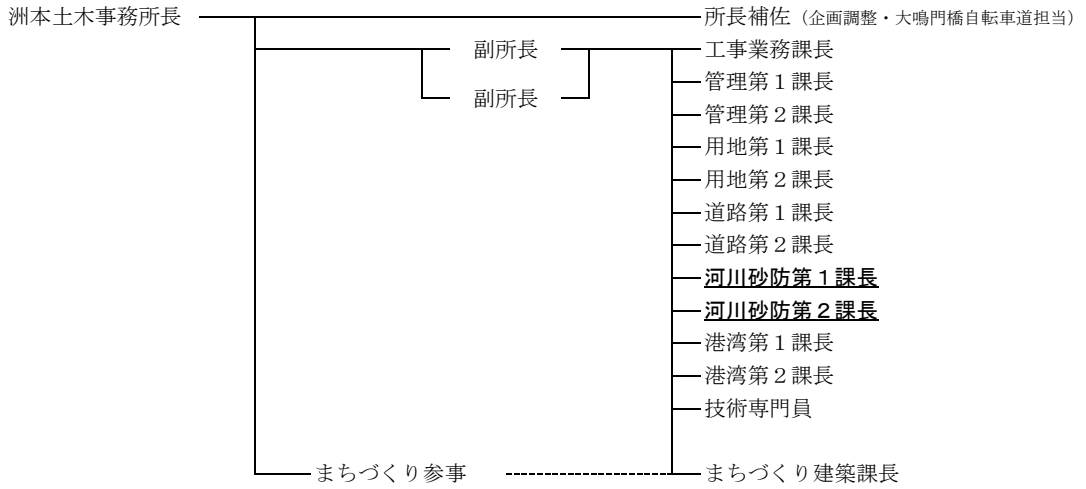 洲本土木事務所長 所長補佐（企画調整・大鳴門橋自転車道担当）
副所長 工事業務課長
管理第１課長
副所長
管理第２課長
用地第１課長
用地第２課長
道路第１課長
道路第２課長
河川砂防第１課長
河川砂防第２課長
港湾第１課長
港湾第２課長
技術専門員
まちづくり参事 まちづくり建築課長